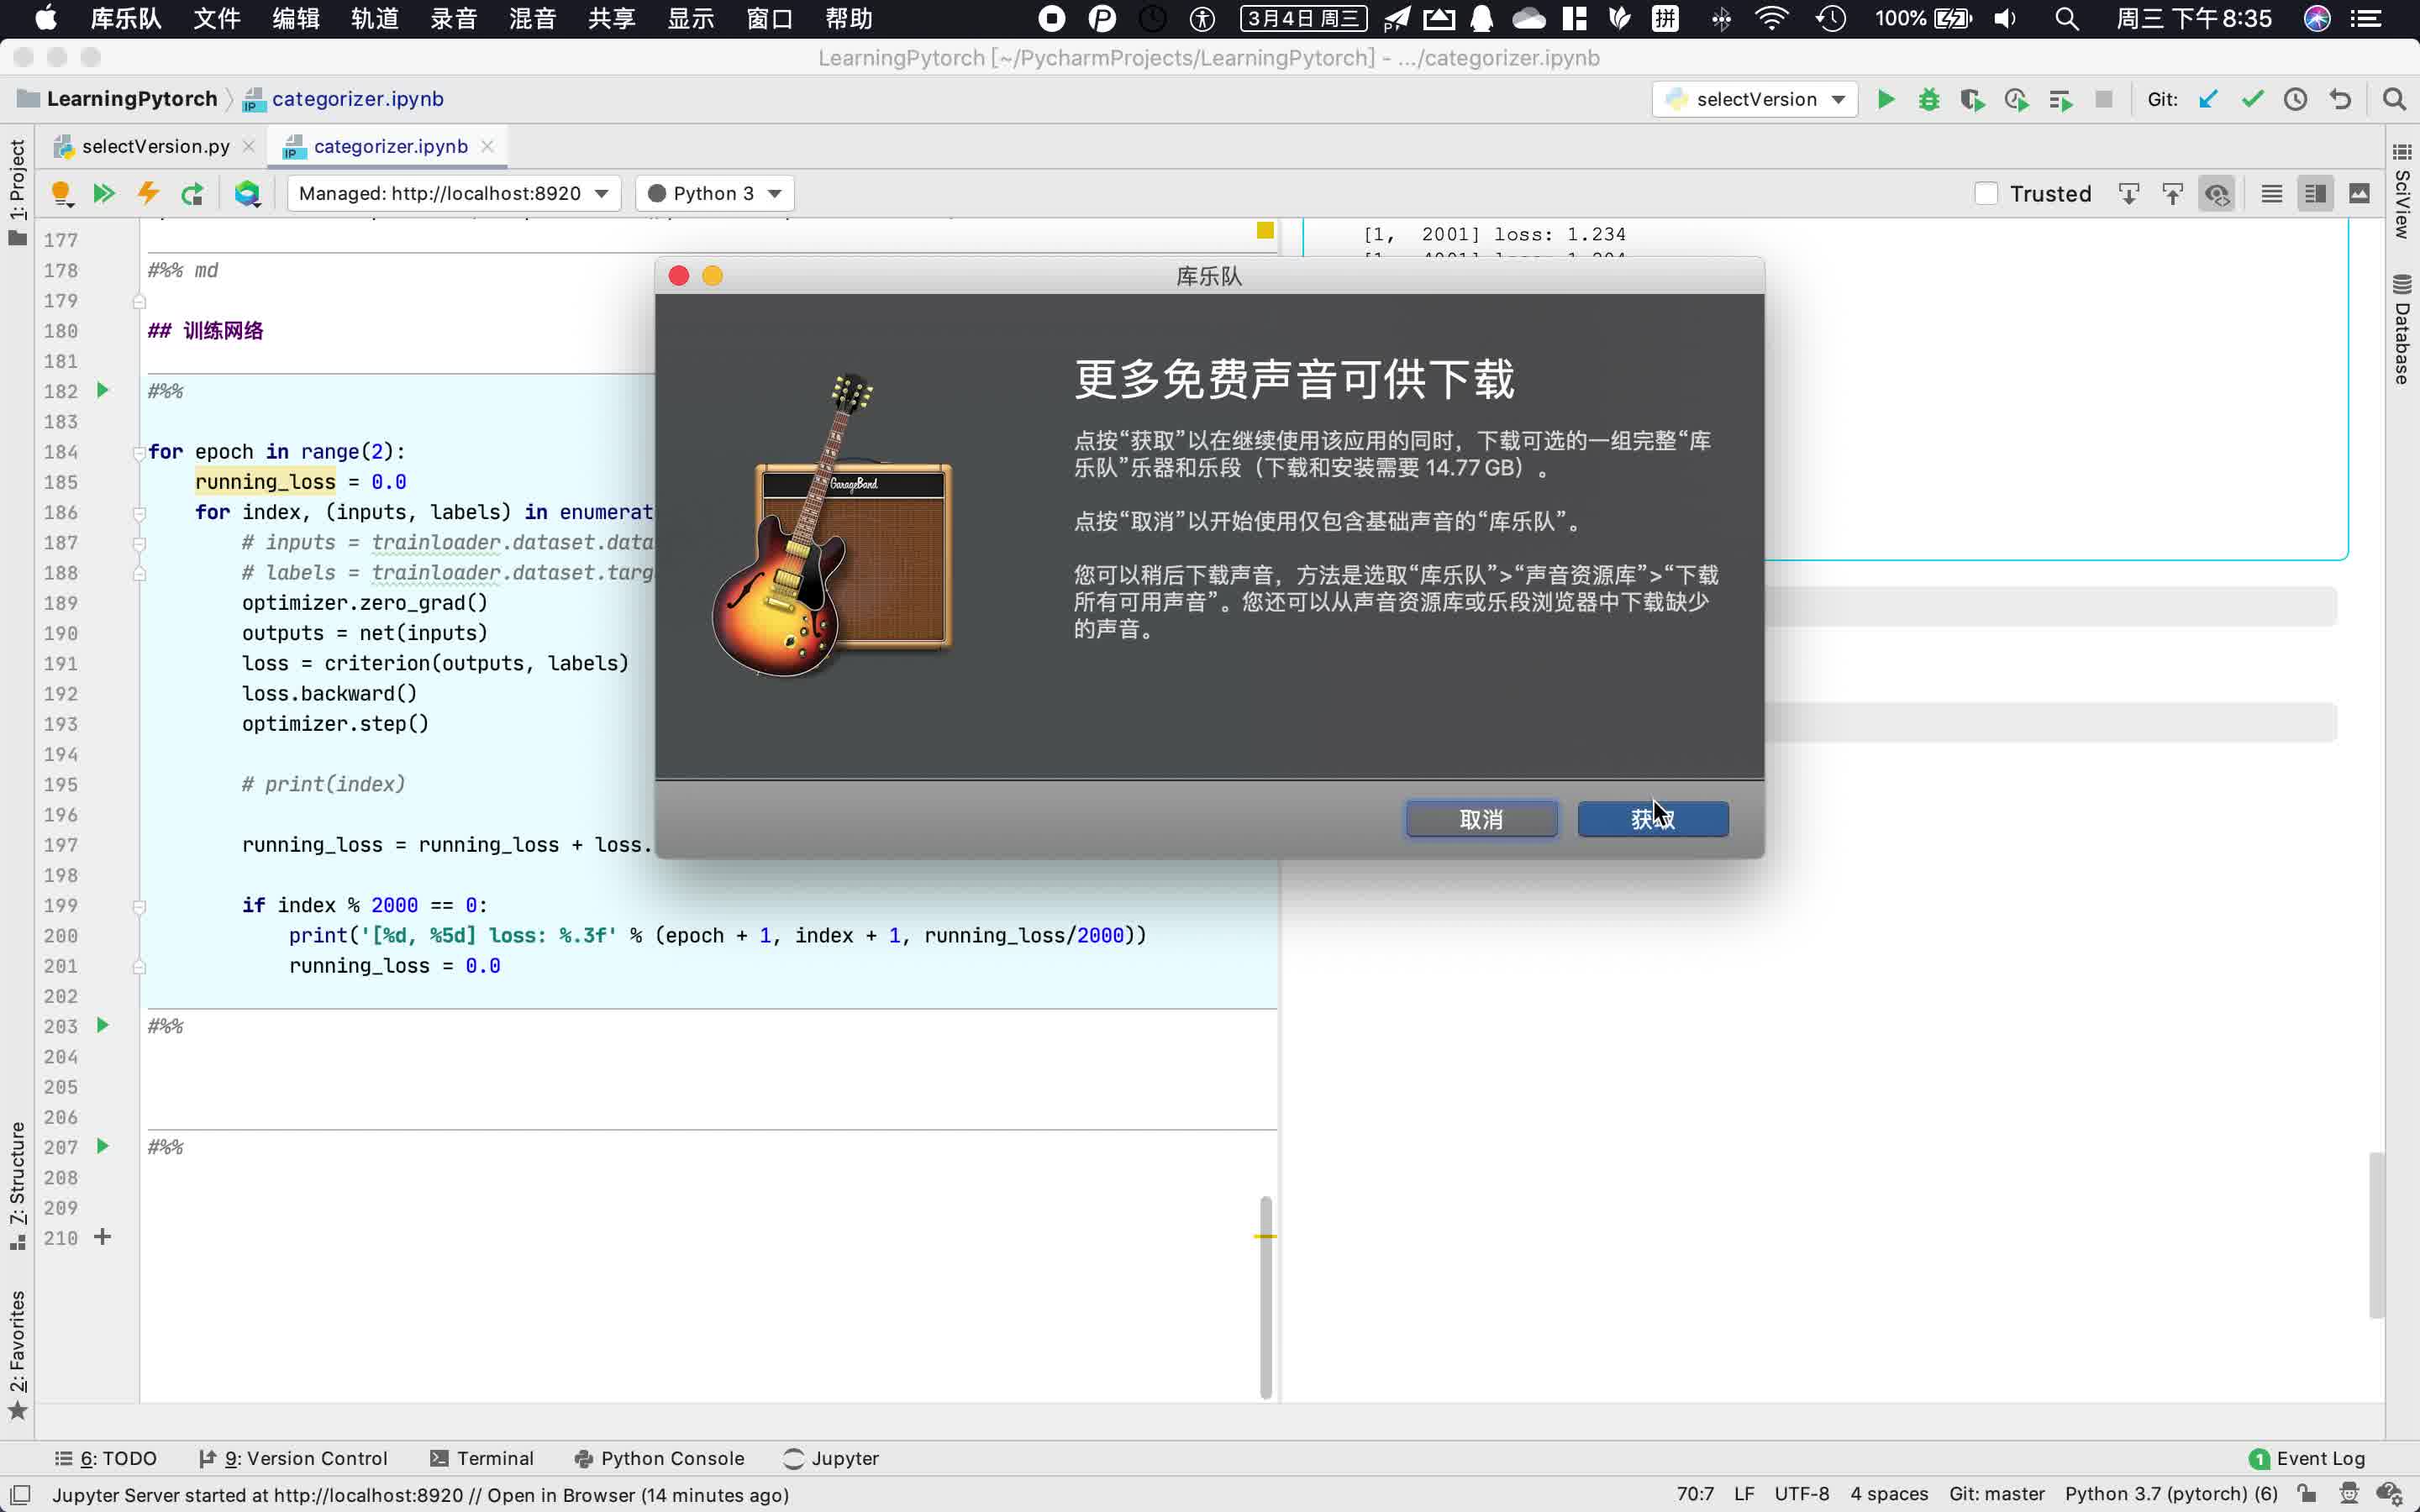 库乐队 文件 编辑 轨道 录音 混音 共享 显示 窗口 帮助 3月4日 周三 拼 100% 周三 下午8:35
LearningPytorch [~/PycharmProjects/LearningPytorch] - .../categorizer.ipynb
LearningPytorch categorizer.ipynb selectVersion Git:
selectVersion.py categorizer.ipynb
Managed: http://localhost:8920 Python 3 Trusted
1: Project
SciView
Database
7: Structure
2: Favorites
177
178 #%% md
179
180 ## 训练网络
181
182 #%%
183
184 for epoch in range(2):
185 running_loss = 0.0
186 for index, (inputs, labels) in enumerat
187 # inputs = trainloader.dataset.data
188 # labels = trainloader.dataset.targ
189 optimizer.zero_grad()
190 outputs = net(inputs)
191 loss = criterion(outputs, labels)
192 loss.backward()
193 optimizer.step()
194
195 # print(index)
196
197 running_loss = running_loss + loss.
198
199 if index % 2000 == 0:
200 print('[%d, %5d] loss: %.3f' % (epoch + 1, index + 1, running_loss/2000))
201 running_loss = 0.0
202
203 #%%
204
205
206
207 #%%
208
209
210
[1, 2001] loss: 1.234
库乐队
GarageBand
更多免费声音可供下载
点按“获取”以在继续使用该应用的同时，下载可选的一组完整“库
乐队”乐器和乐段（下载和安装需要 14.77 GB）。
点按“取消”以开始使用仅包含基础声音的“库乐队”。
您可以稍后下载声音，方法是选取“库乐队”>“声音资源库”>“下载
所有可用声音”。您还可以从声音资源库或乐段浏览器中下载缺少
的声音。
取消 获取
6: TODO 9: Version Control Terminal Python Console Jupyter 1 Event Log
Jupyter Server started at http://localhost:8920 // Open in Browser (14 minutes ago) 70:7 LF UTF-8 4 spaces Git: master Python 3.7 (pytorch) (6)